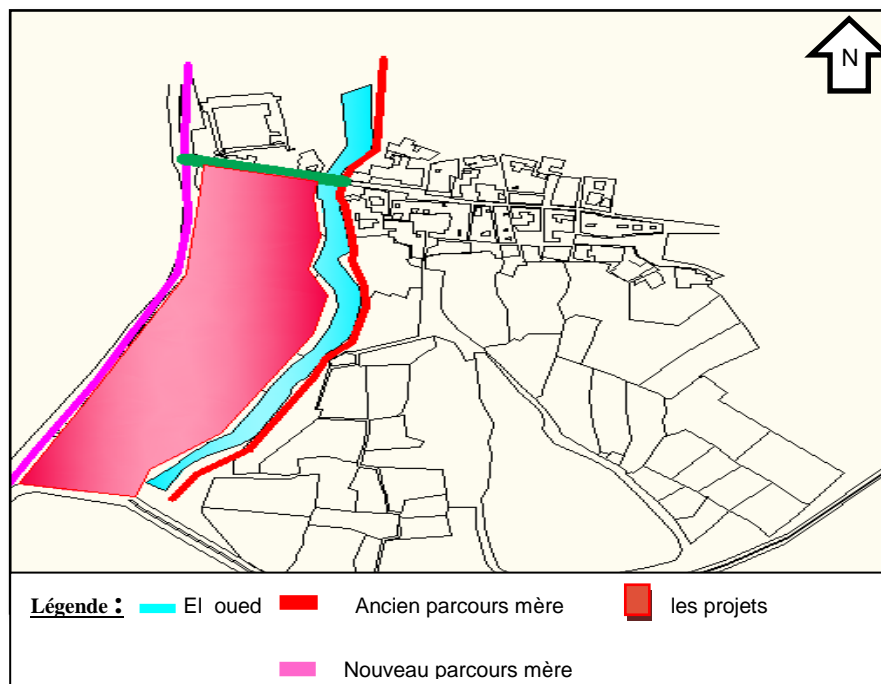 N
Légende : El oued Ancien parcours mère les projets
Nouveau parcours mère